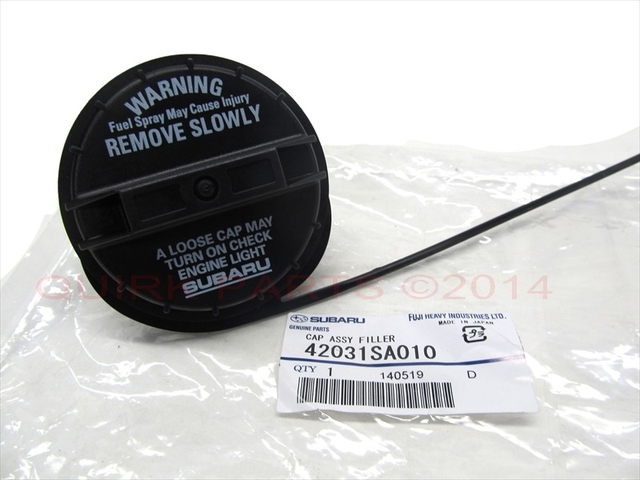 WARNING
Fuel Spray May Cause Injury
REMOVE SLOWLY
A LOOSE CAP MAY
TURN ON CHECK
ENGINE LIGHT
SUBARU
QUIRK PARTS ©2014
SUBARU
FUJI HEAVY INDUSTRIES LTD.
GENUINE PARTS
MADE IN JAPAN
CAP ASSY FILLER
42031SA010
QTY 1 140519 D